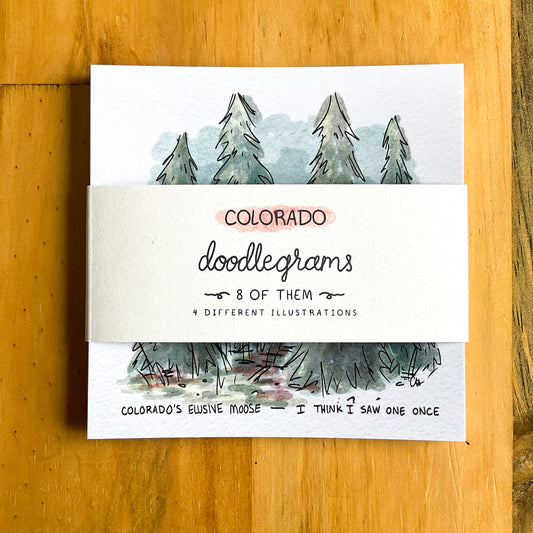 COLORADO
doodlegrams
8 OF THEM
4 DIFFERENT ILLUSTRATIONS
COLORADO'S ELUSIVE MOOSE — I THINK I SAW ONE ONCE